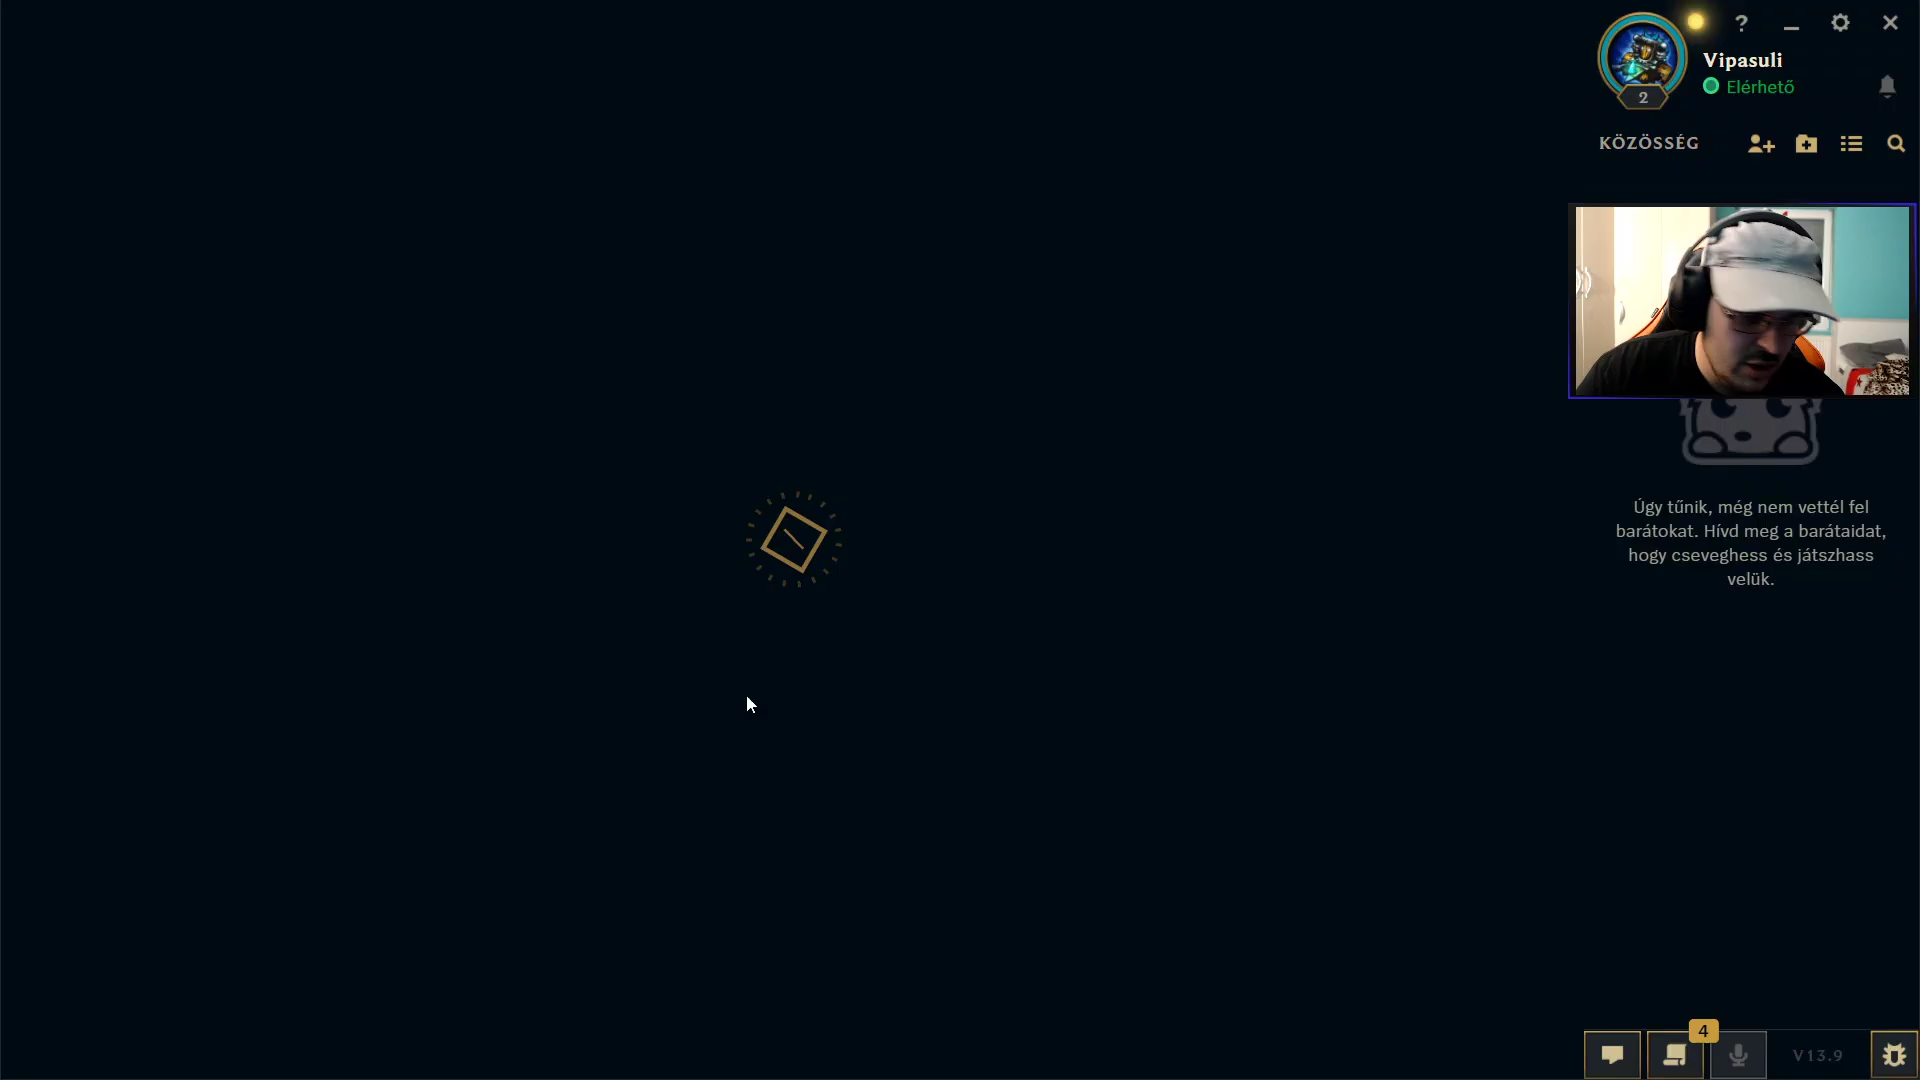 ?
Vipasuli
Elérhető
2
KÖZÖSSÉG
Úgy tűnik, még nem vettél fel
barátokat. Hívd meg a barátaidat,
hogy cseveghess és játszhass
velük.
4
V13.9